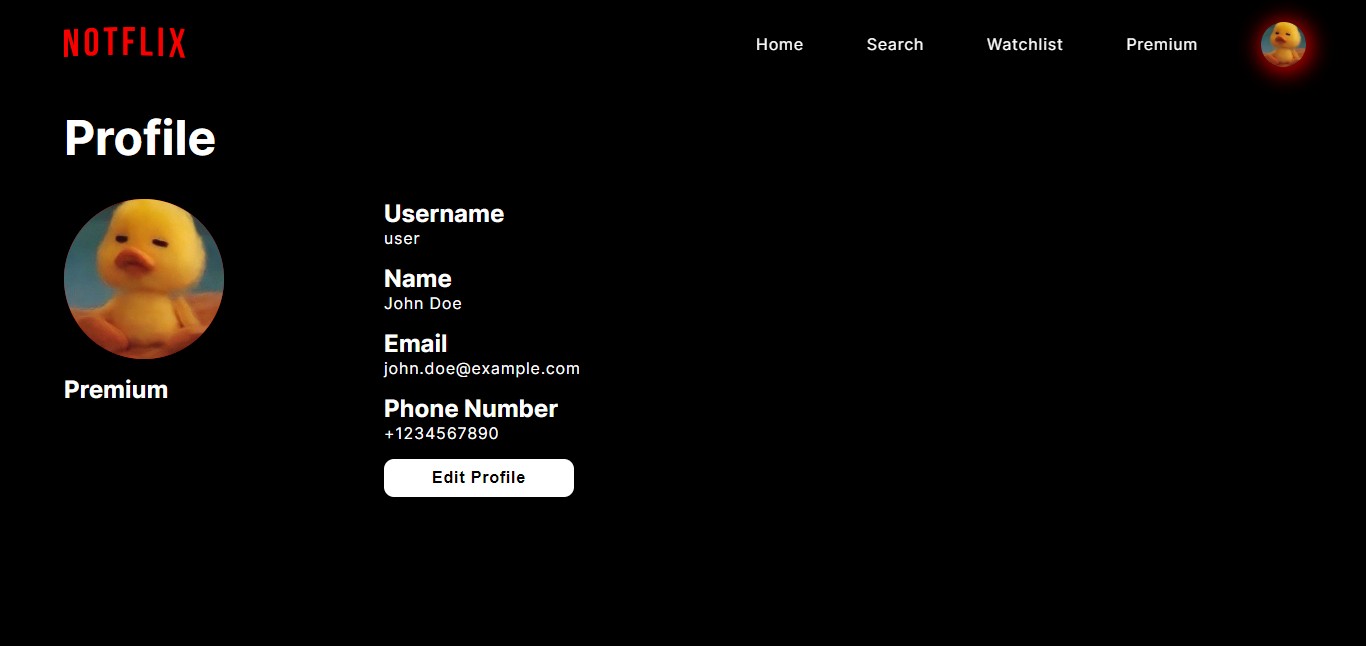 NOTFLIX
Home Search Watchlist Premium
Profile
Premium
Username
user
Name
John Doe
Email
john.doe@example.com
Phone Number
+1234567890
Edit Profile